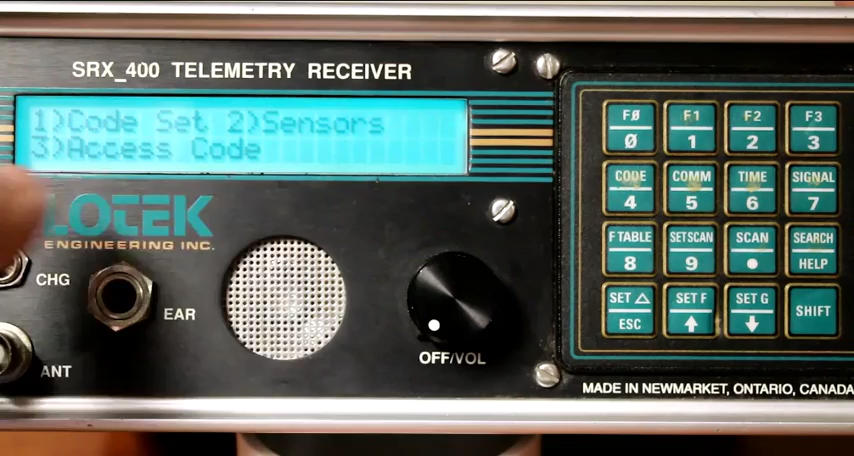 SRX_400 TELEMETRY RECEIVER
1)Code Set 2)Sensors
3)Access Code
LOTEK
ENGINEERING INC.
CHG
EAR
ANT
OFF/VOL
FØ
Ø
F1
1
F2
2
F3
3
CODE
4
COMM
5
TIME
6
SIGNAL
7
F TABLE
8
SETSCAN
9
SCAN
●
SEARCH
HELP
SET △
ESC
SET F
↑
SET G
↓
SHIFT
MADE IN NEWMARKET, ONTARIO, CANADA